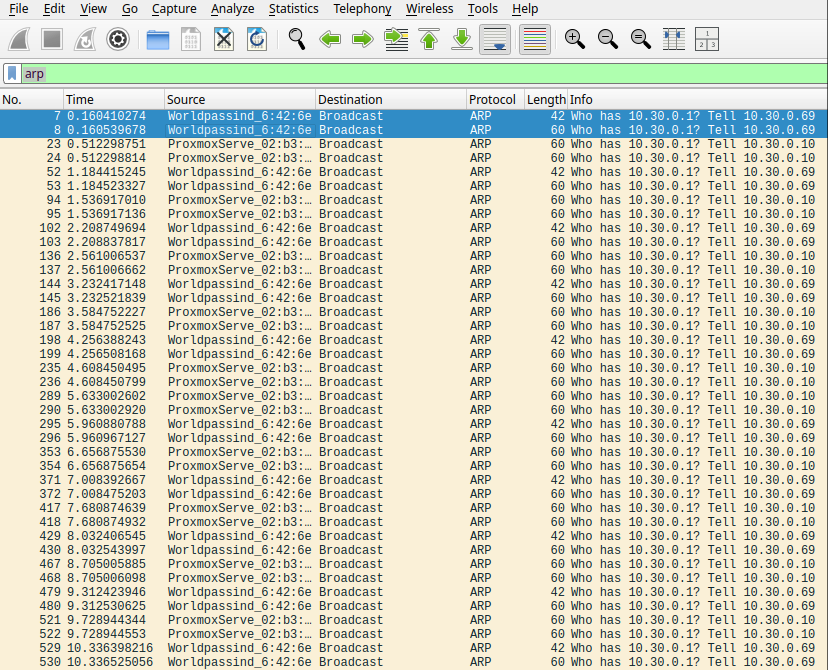 File Edit View Go Capture Analyze Statistics Telephony Wireless Tools Help
arp
No. Time Source Destination Protocol Length Info
7 0.160410274 Worldpassind_6:42:6e Broadcast ARP 42 Who has 10.30.0.1? Tell 10.30.0.69
8 0.160539678 Worldpassind_6:42:6e Broadcast ARP 60 Who has 10.30.0.1? Tell 10.30.0.69
23 0.512298751 ProxmoxServe_02:b3:… Broadcast ARP 60 Who has 10.30.0.1? Tell 10.30.0.10
24 0.512298814 ProxmoxServe_02:b3:… Broadcast ARP 60 Who has 10.30.0.1? Tell 10.30.0.10
52 1.184415245 Worldpassind_6:42:6e Broadcast ARP 42 Who has 10.30.0.1? Tell 10.30.0.69
53 1.184523327 Worldpassind_6:42:6e Broadcast ARP 60 Who has 10.30.0.1? Tell 10.30.0.69
94 1.536917010 ProxmoxServe_02:b3:… Broadcast ARP 60 Who has 10.30.0.1? Tell 10.30.0.10
95 1.536917136 ProxmoxServe_02:b3:… Broadcast ARP 60 Who has 10.30.0.1? Tell 10.30.0.10
102 2.208749694 Worldpassind_6:42:6e Broadcast ARP 42 Who has 10.30.0.1? Tell 10.30.0.69
103 2.208837817 Worldpassind_6:42:6e Broadcast ARP 60 Who has 10.30.0.1? Tell 10.30.0.69
136 2.561006537 ProxmoxServe_02:b3:… Broadcast ARP 60 Who has 10.30.0.1? Tell 10.30.0.10
137 2.561006662 ProxmoxServe_02:b3:… Broadcast ARP 60 Who has 10.30.0.1? Tell 10.30.0.10
144 3.232417148 Worldpassind_6:42:6e Broadcast ARP 42 Who has 10.30.0.1? Tell 10.30.0.69
145 3.232521839 Worldpassind_6:42:6e Broadcast ARP 60 Who has 10.30.0.1? Tell 10.30.0.69
186 3.584752227 ProxmoxServe_02:b3:… Broadcast ARP 60 Who has 10.30.0.1? Tell 10.30.0.10
187 3.584752525 ProxmoxServe_02:b3:… Broadcast ARP 60 Who has 10.30.0.1? Tell 10.30.0.10
198 4.256388243 Worldpassind_6:42:6e Broadcast ARP 42 Who has 10.30.0.1? Tell 10.30.0.69
199 4.256508168 Worldpassind_6:42:6e Broadcast ARP 60 Who has 10.30.0.1? Tell 10.30.0.69
235 4.608450495 ProxmoxServe_02:b3:… Broadcast ARP 60 Who has 10.30.0.1? Tell 10.30.0.10
236 4.608450799 ProxmoxServe_02:b3:… Broadcast ARP 60 Who has 10.30.0.1? Tell 10.30.0.10
289 5.633002602 ProxmoxServe_02:b3:… Broadcast ARP 60 Who has 10.30.0.1? Tell 10.30.0.10
290 5.633002920 ProxmoxServe_02:b3:… Broadcast ARP 60 Who has 10.30.0.1? Tell 10.30.0.10
295 5.960880788 Worldpassind_6:42:6e Broadcast ARP 42 Who has 10.30.0.1? Tell 10.30.0.69
296 5.960967127 Worldpassind_6:42:6e Broadcast ARP 60 Who has 10.30.0.1? Tell 10.30.0.69
353 6.656875530 ProxmoxServe_02:b3:… Broadcast ARP 60 Who has 10.30.0.1? Tell 10.30.0.10
354 6.656875654 ProxmoxServe_02:b3:… Broadcast ARP 60 Who has 10.30.0.1? Tell 10.30.0.10
371 7.008392667 Worldpassind_6:42:6e Broadcast ARP 42 Who has 10.30.0.1? Tell 10.30.0.69
372 7.008475203 Worldpassind_6:42:6e Broadcast ARP 60 Who has 10.30.0.1? Tell 10.30.0.69
417 7.680874639 ProxmoxServe_02:b3:… Broadcast ARP 60 Who has 10.30.0.1? Tell 10.30.0.10
418 7.680874932 ProxmoxServe_02:b3:… Broadcast ARP 60 Who has 10.30.0.1? Tell 10.30.0.10
429 8.032406545 Worldpassind_6:42:6e Broadcast ARP 42 Who has 10.30.0.1? Tell 10.30.0.69
430 8.032543997 Worldpassind_6:42:6e Broadcast ARP 60 Who has 10.30.0.1? Tell 10.30.0.69
467 8.705005885 ProxmoxServe_02:b3:… Broadcast ARP 60 Who has 10.30.0.1? Tell 10.30.0.10
468 8.705006098 ProxmoxServe_02:b3:… Broadcast ARP 60 Who has 10.30.0.1? Tell 10.30.0.10
479 9.312423946 Worldpassind_6:42:6e Broadcast ARP 42 Who has 10.30.0.1? Tell 10.30.0.69
480 9.312530625 Worldpassind_6:42:6e Broadcast ARP 60 Who has 10.30.0.1? Tell 10.30.0.69
521 9.728944344 ProxmoxServe_02:b3:… Broadcast ARP 60 Who has 10.30.0.1? Tell 10.30.0.10
522 9.728944553 ProxmoxServe_02:b3:… Broadcast ARP 60 Who has 10.30.0.1? Tell 10.30.0.10
529 10.336398216 Worldpassind_6:42:6e Broadcast ARP 42 Who has 10.30.0.1? Tell 10.30.0.69
530 10.336525056 Worldpassind_6:42:6e Broadcast ARP 60 Who has 10.30.0.1? Tell 10.30.0.69